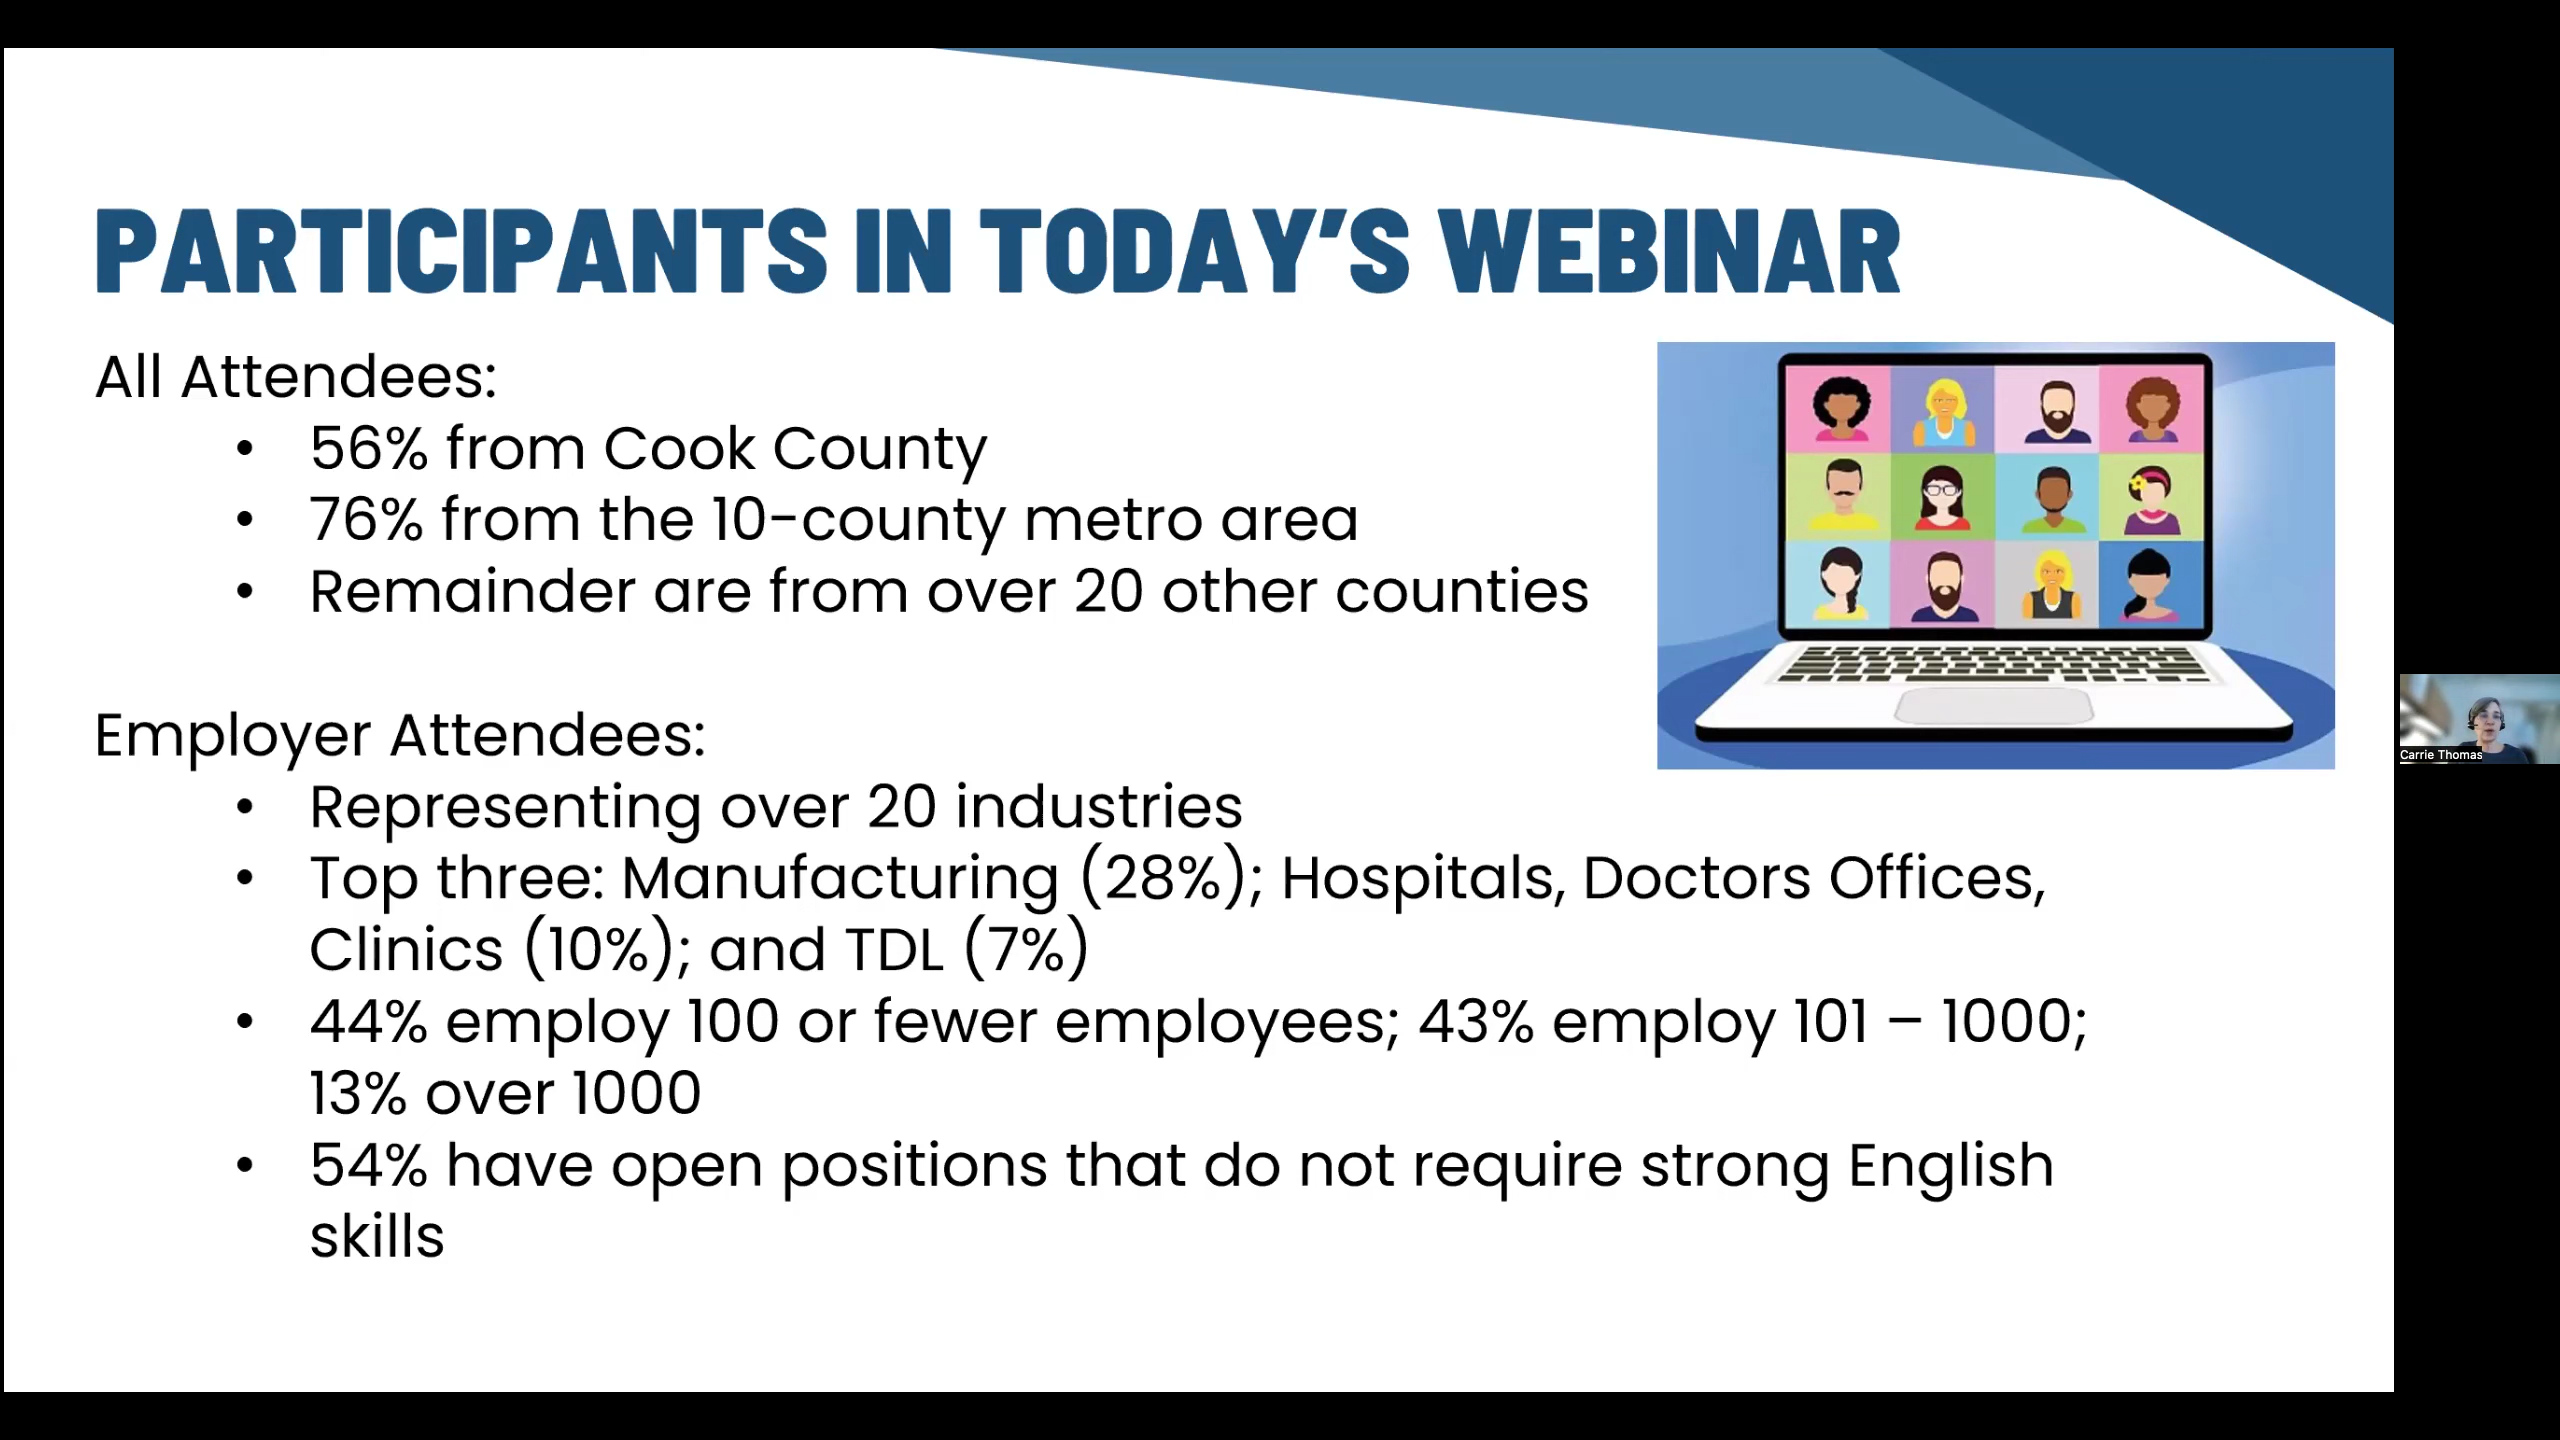 PARTICIPANTS IN TODAY'S WEBINAR
All Attendees:
• 56% from Cook County
• 76% from the 10-county metro area
• Remainder are from over 20 other counties
Employer Attendees:
• Representing over 20 industries
• Top three: Manufacturing (28%); Hospitals, Doctors Offices,
Clinics (10%); and TDL (7%)
• 44% employ 100 or fewer employees; 43% employ 101 – 1000;
13% over 1000
• 54% have open positions that do not require strong English
skills
Carrie Thomas